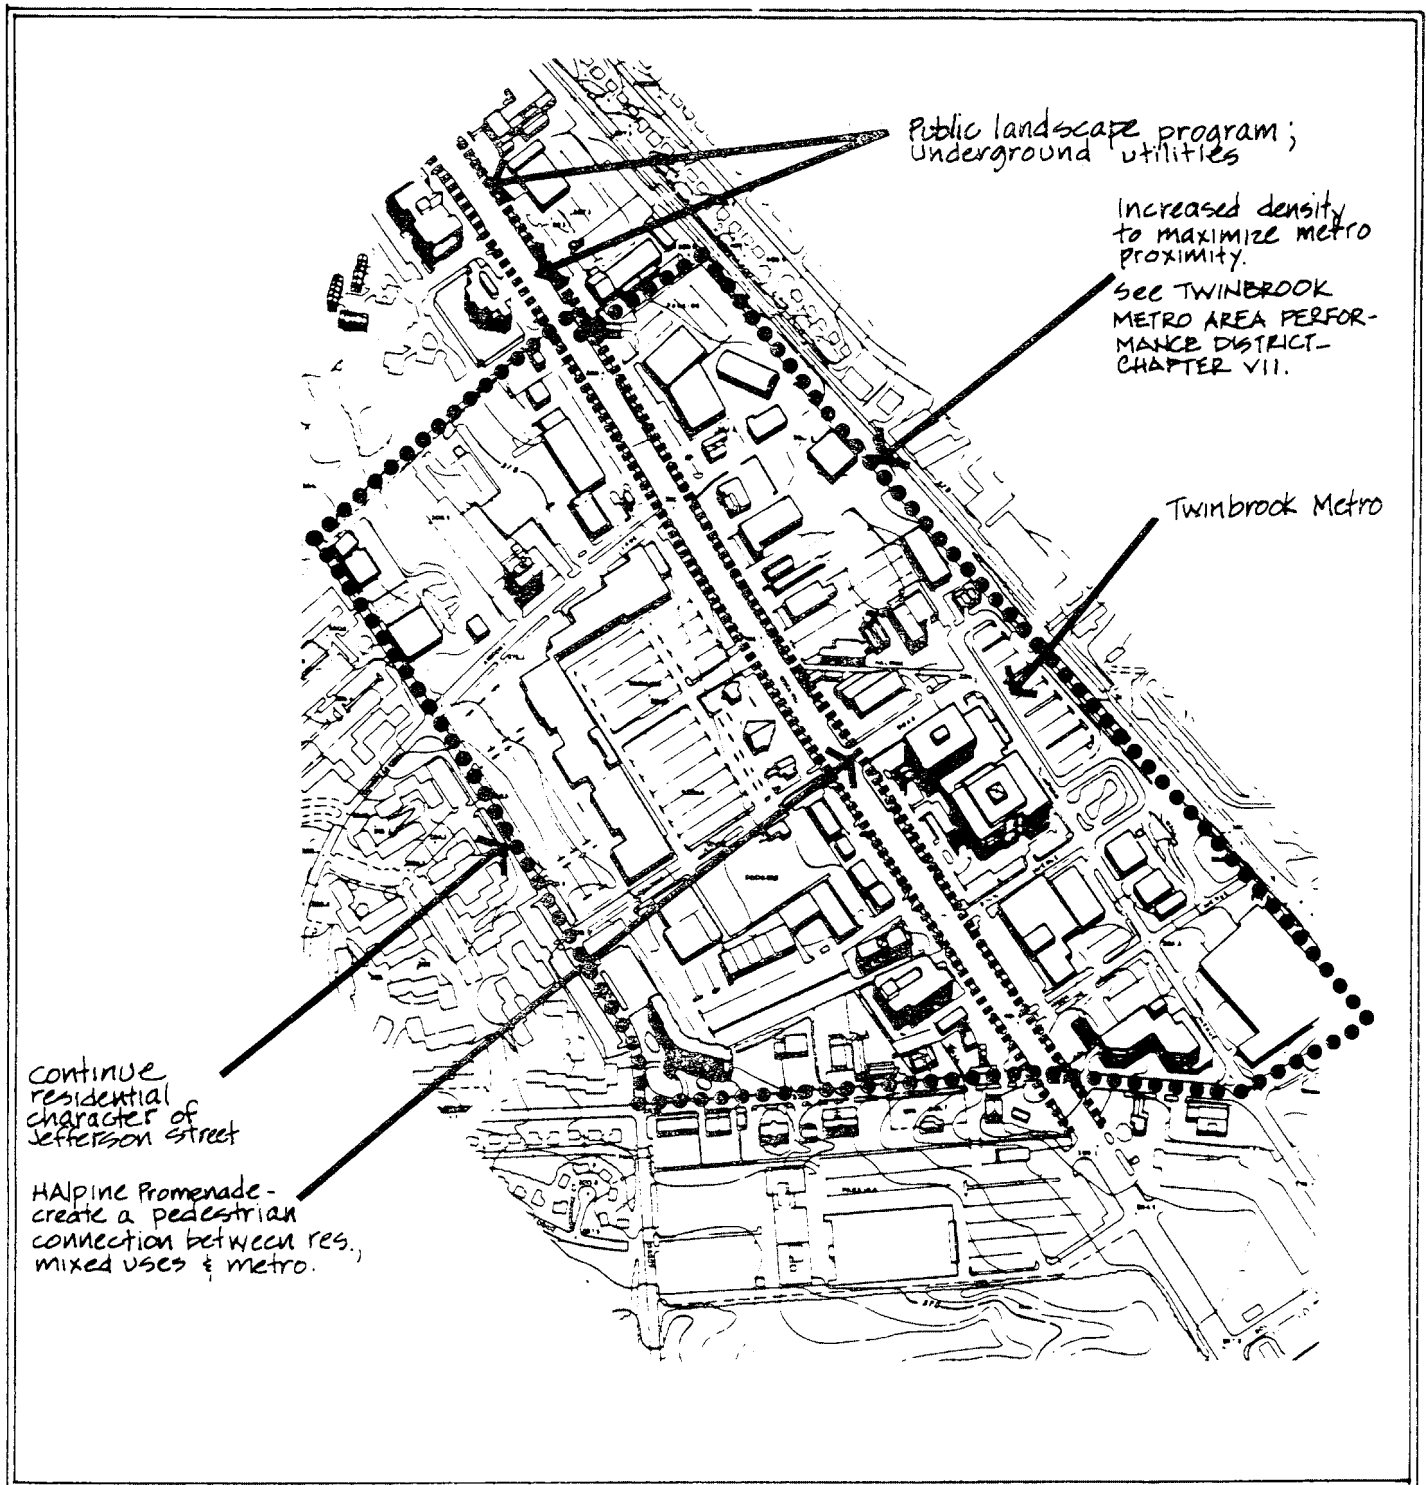 Public landscape program;
Underground utilities
Increased density
to maximize metro
proximity.
See TWINBROOK
METRO AREA PERFOR-
MANCE DISTRICT-
CHAPTER VII.
Twinbrook Metro
Continue
residential
character of
Jefferson Street
HAlpine Promenade-
create a pedestrian
connection between res.,
mixed uses & metro.